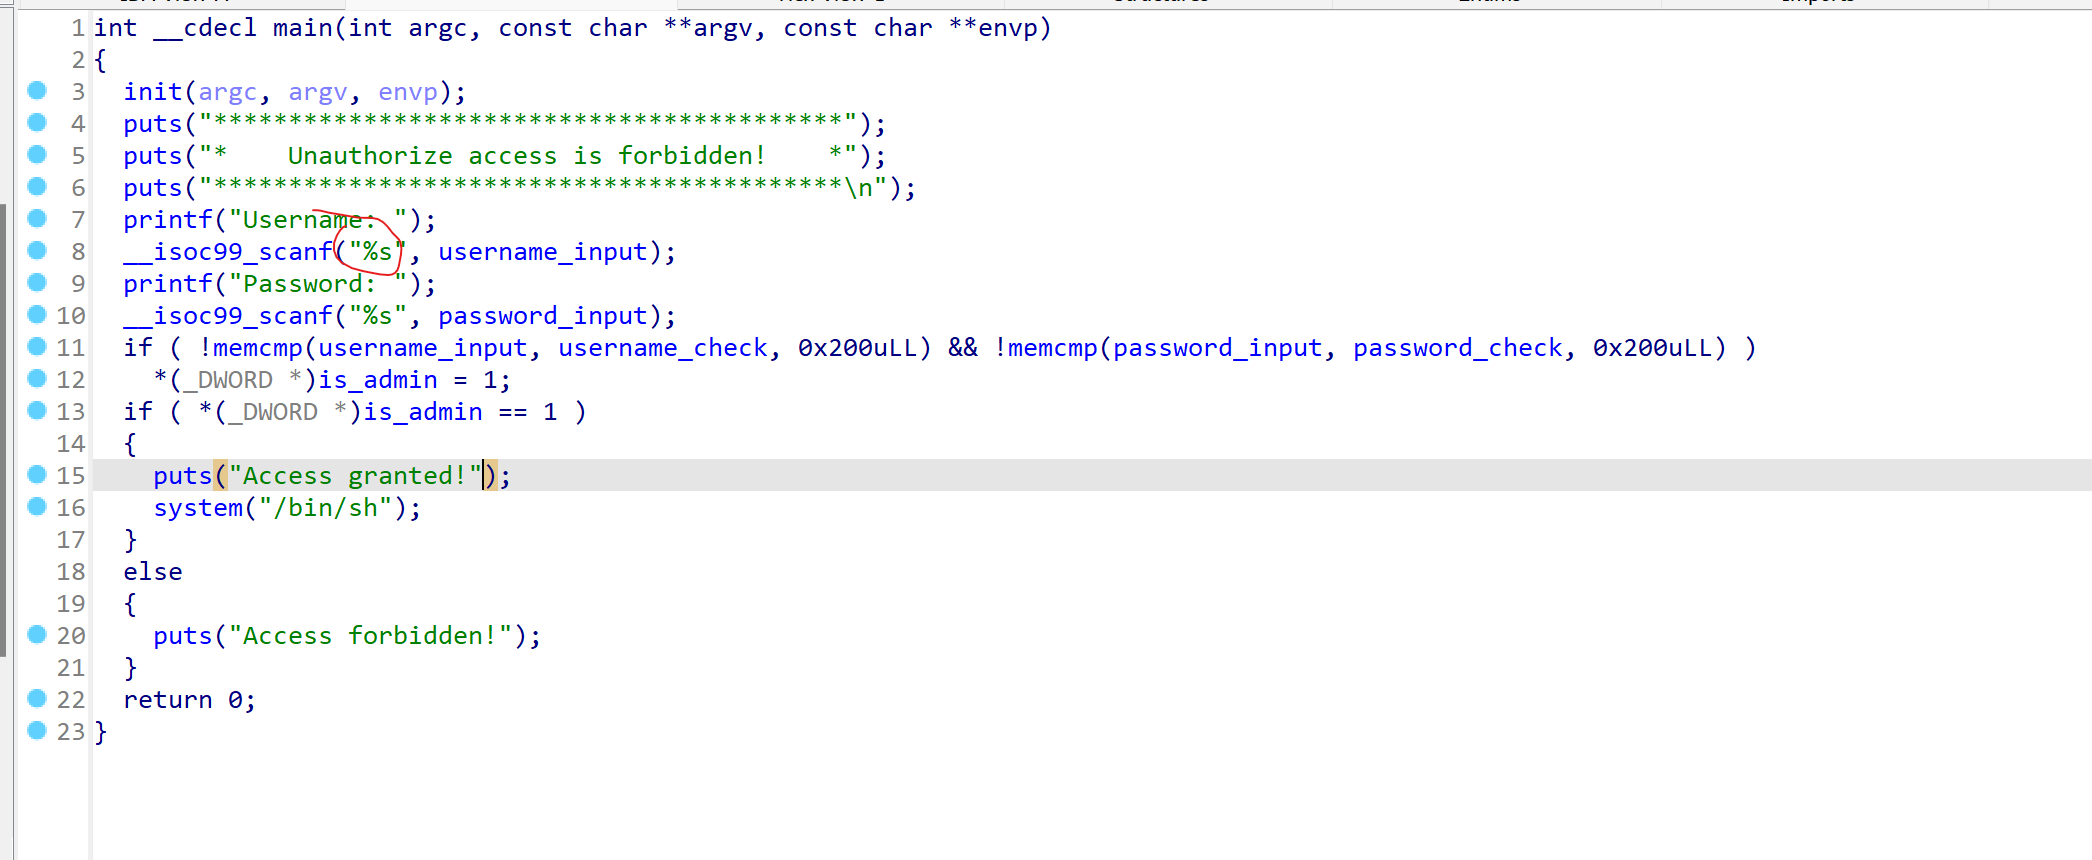 1 int __cdecl main(int argc, const char **argv, const char **envp)
2 {
3 init(argc, argv, envp);
4 puts("******************************************");
5 puts("*    Unauthorize access is forbidden!    *");
6 puts("******************************************\n");
7 printf("Username: ");
8 __isoc99_scanf("%s", username_input);
9 printf("Password: ");
10 __isoc99_scanf("%s", password_input);
11 if ( !memcmp(username_input, username_check, 0x200uLL) && !memcmp(password_input, password_check, 0x200uLL) )
12 *(_DWORD *)is_admin = 1;
13 if ( *(_DWORD *)is_admin == 1 )
14 {
15 puts("Access granted!");
16 system("/bin/sh");
17 }
18 else
19 {
20 puts("Access forbidden!");
21 }
22 return 0;
23 }